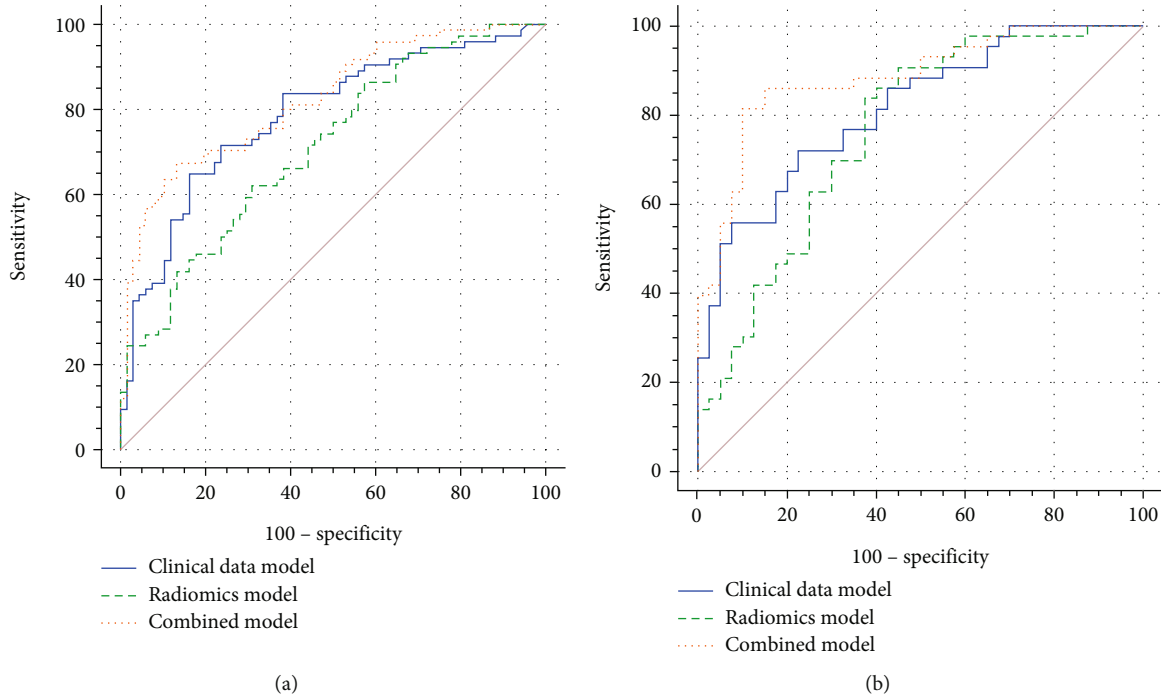 100
80
60
40
20
0
Sensitivity
0 20 40 60 80 100
100 – specificity
Clinical data model
Radiomics model
Combined model
(a)
100
80
60
40
20
0
Sensitivity
0 20 40 60 80 100
100 – specificity
Clinical data model
Radiomics model
Combined model
(b)